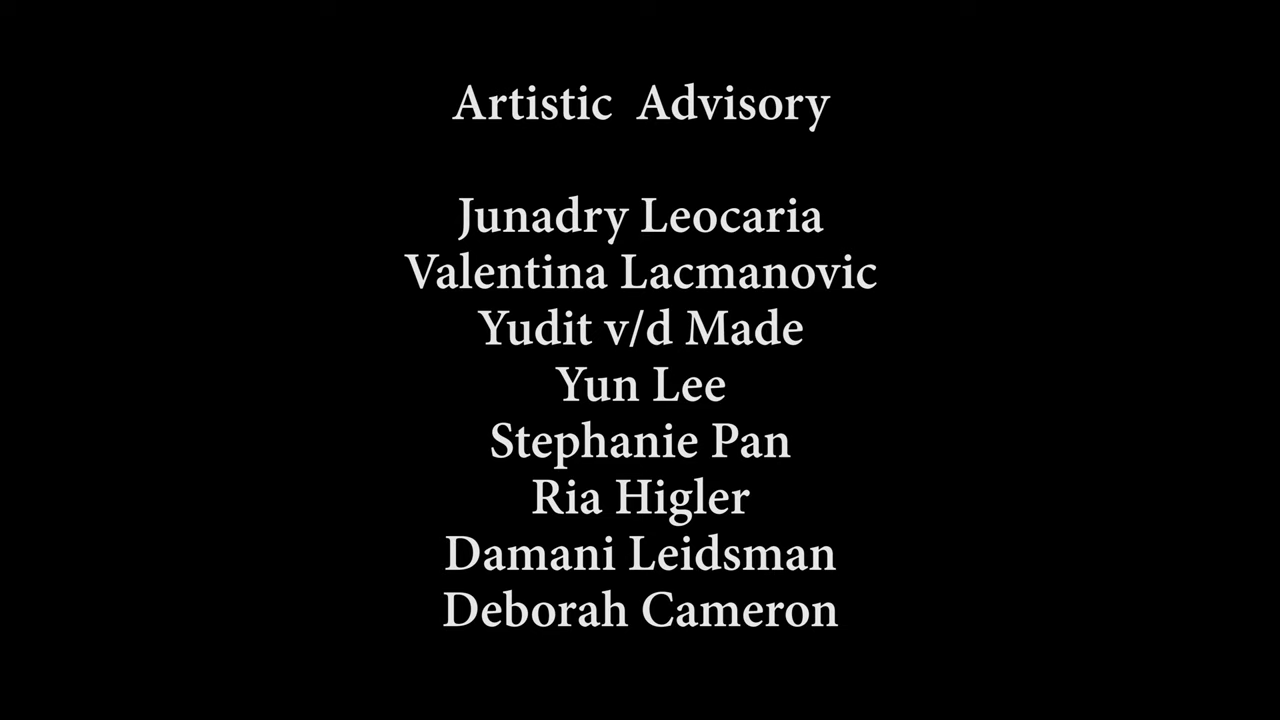 Artistic Advisory
Junadry Leocaria
Valentina Lacmanovic
Yudit v/d Made
Yun Lee
Stephanie Pan
Ria Higler
Damani Leidsman
Deborah Cameron